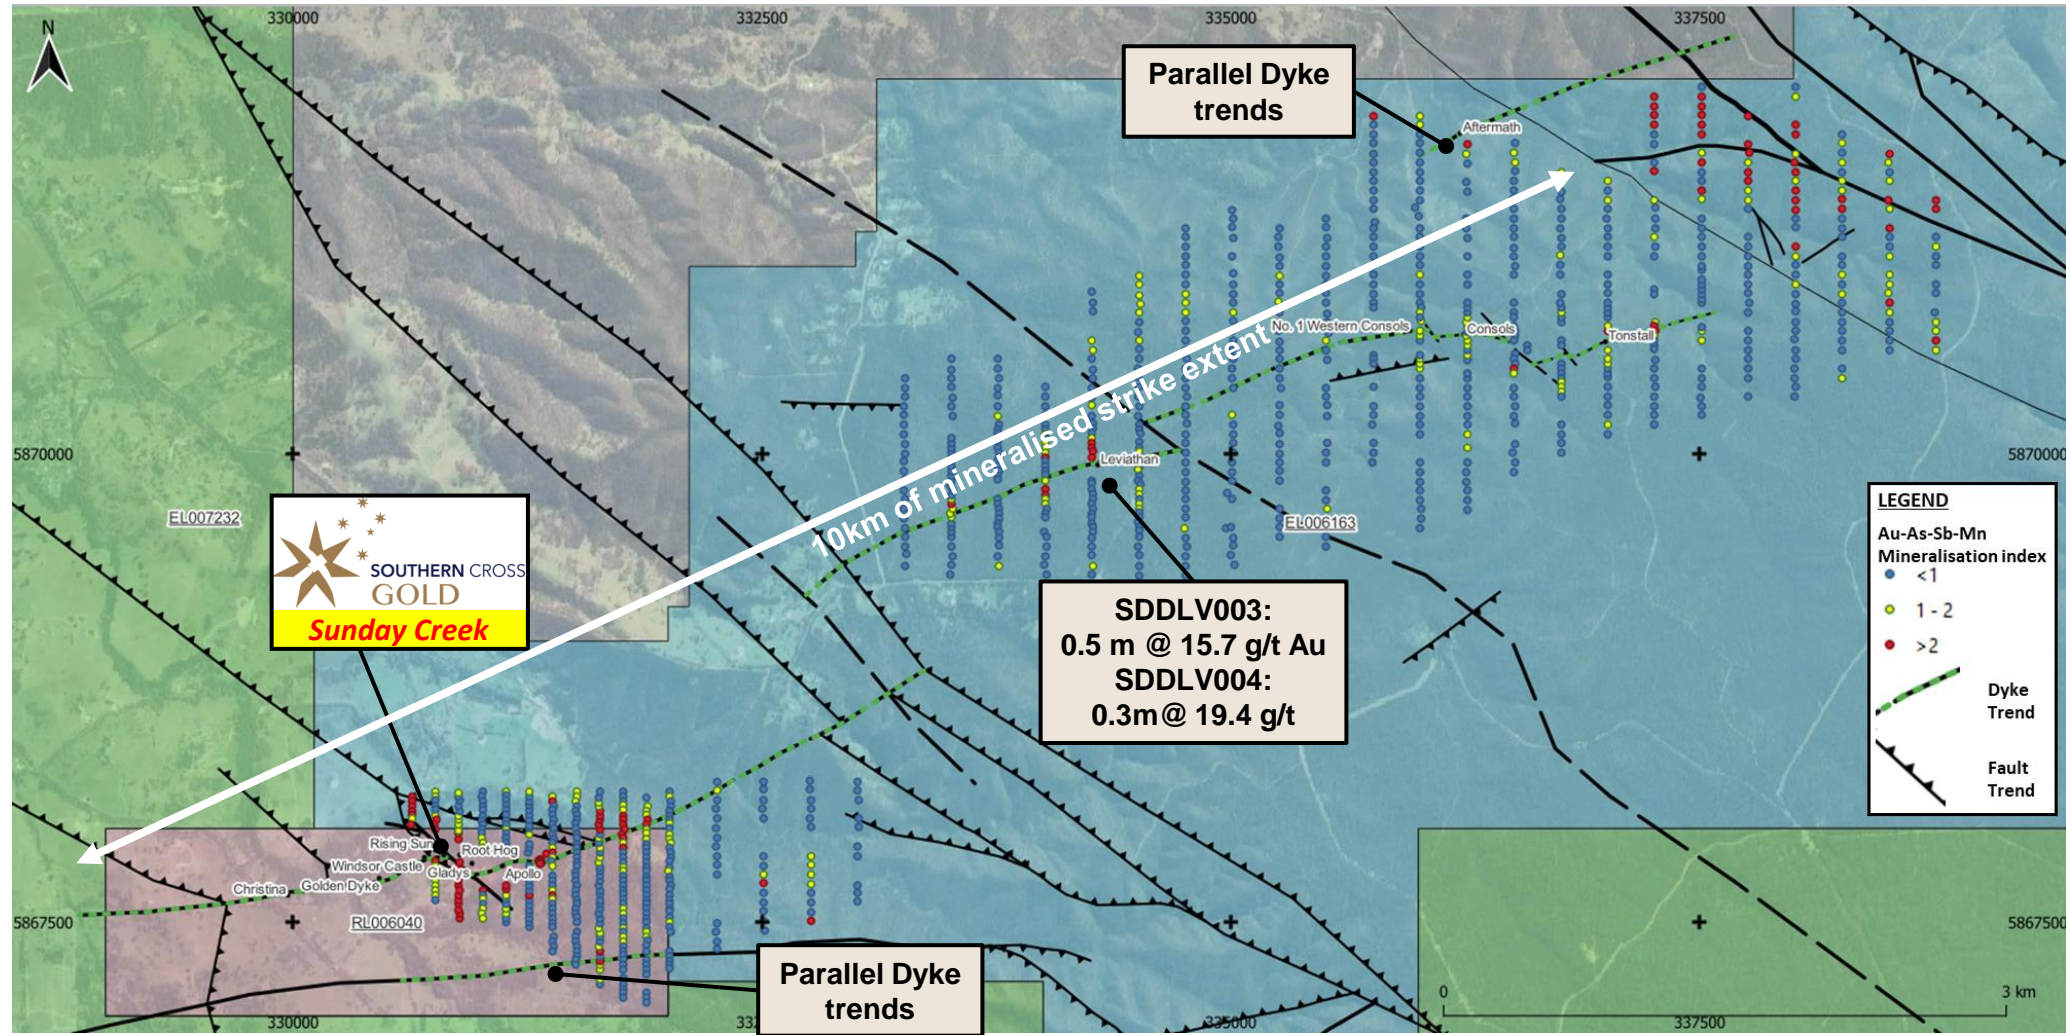 N
330000
332500
335000
337500
Parallel Dyke
trends
Aftermath
No. 1 Western Consols
Consols
Tonstall
10km of mineralised strike extent
Leviathan
5870000
5870000
EL007232
EL006163
SOUTHERN CROSS
GOLD
Sunday Creek
SDDLV003:
0.5 m @ 15.7 g/t Au
SDDLV004:
0.3m@ 19.4 g/t
LEGEND
Au-As-Sb-Mn
Mineralisation index
<1
1 - 2
>2
Dyke
Trend
Fault
Trend
Rising Sun
Root Hog
Windsor Castle
Gladys
Apollo
Christina
Golden Dyke
RL006040
5867500
5867500
Parallel Dyke
trends
0
3 km
330000
335000
337500